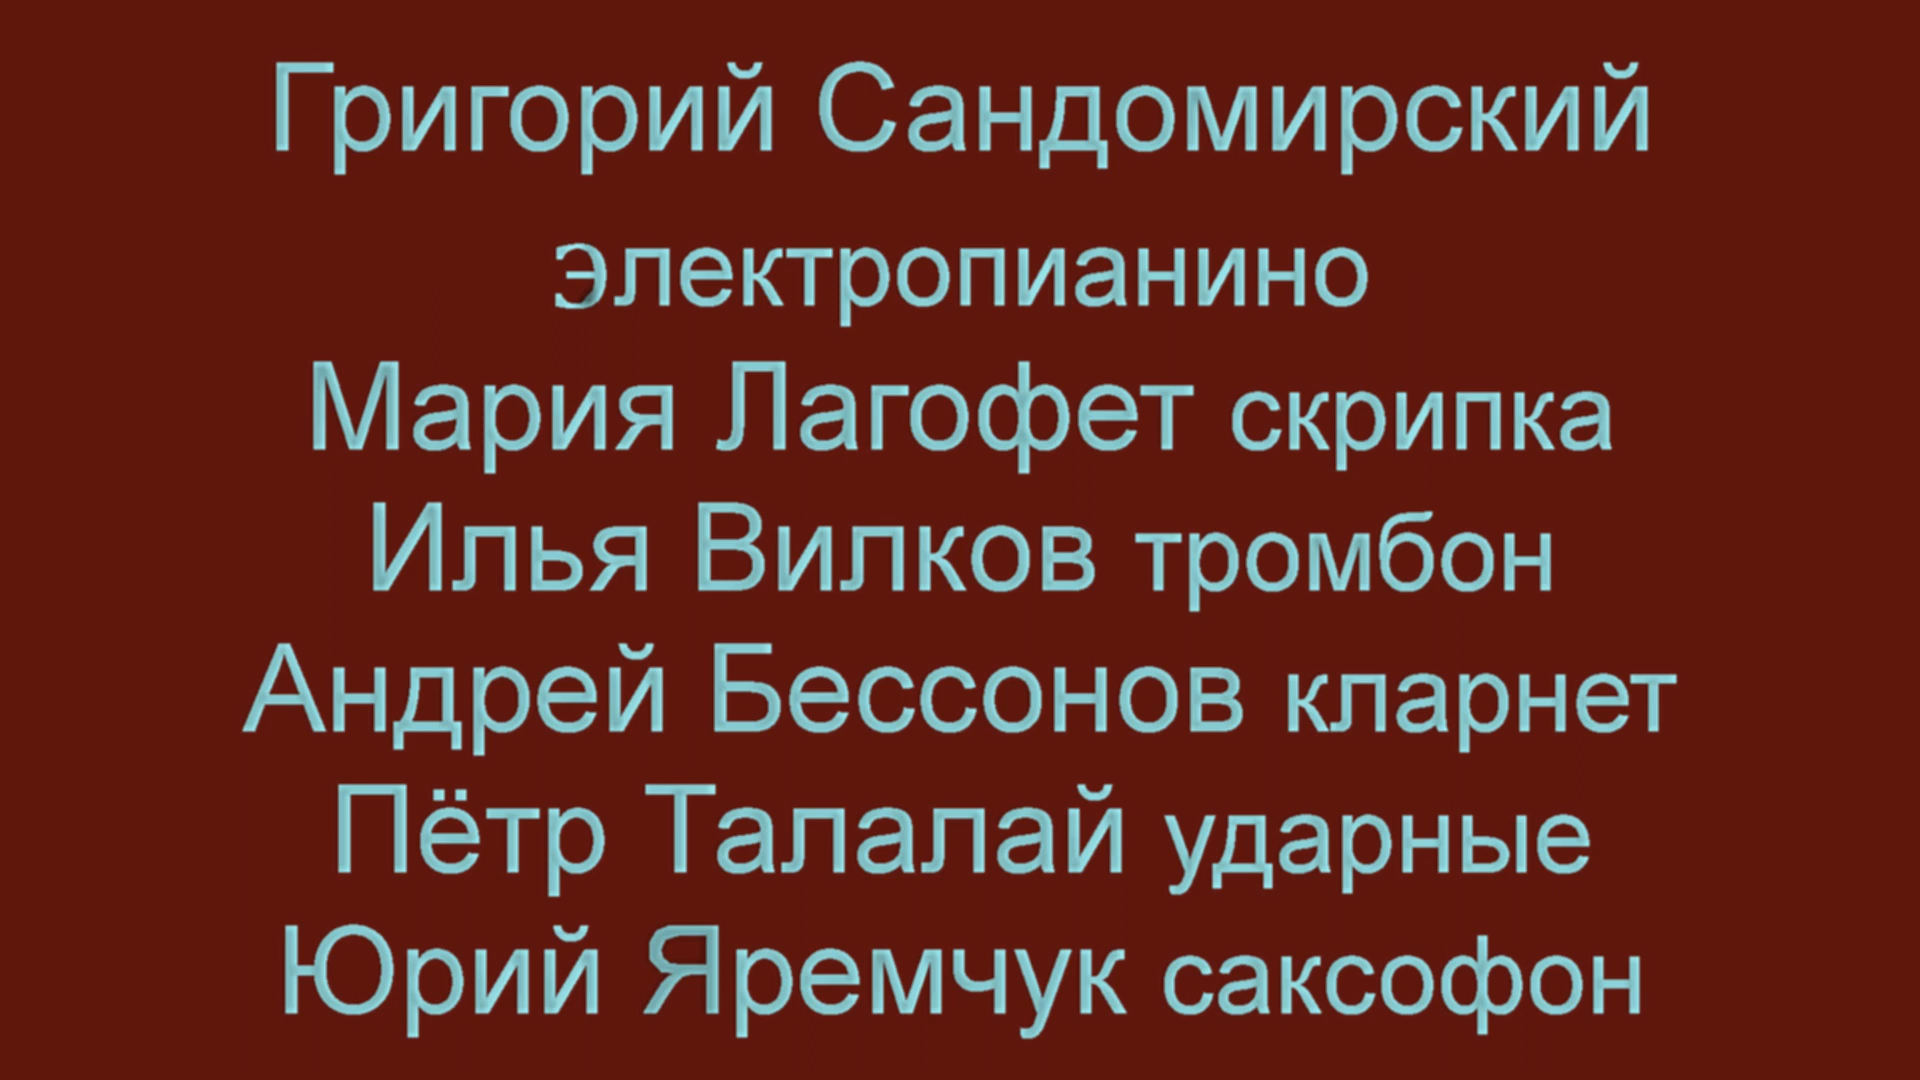 Григорий Сандомирский
электропианино
Мария Лагофет скрипка
Илья Вилков тромбон
Андрей Бессонов кларнет
Пётр Талалай ударные
Юрий Яремчук саксофон